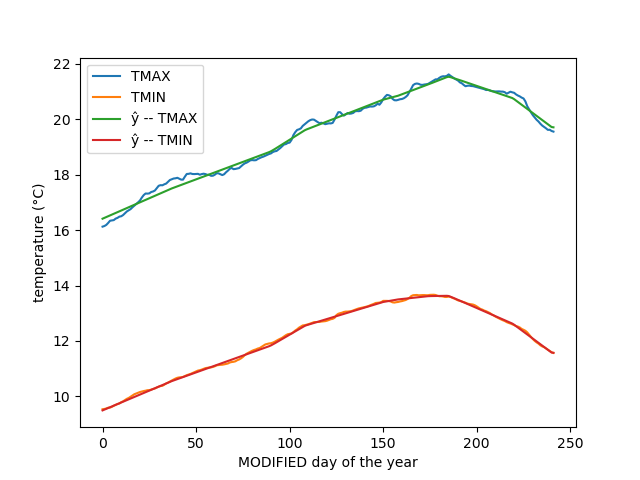 TMAX
TMIN
ŷ -- TMAX
ŷ -- TMIN
22
20
18
16
14
12
10
temperature (°C)
0 50 100 150 200 250
MODIFIED day of the year